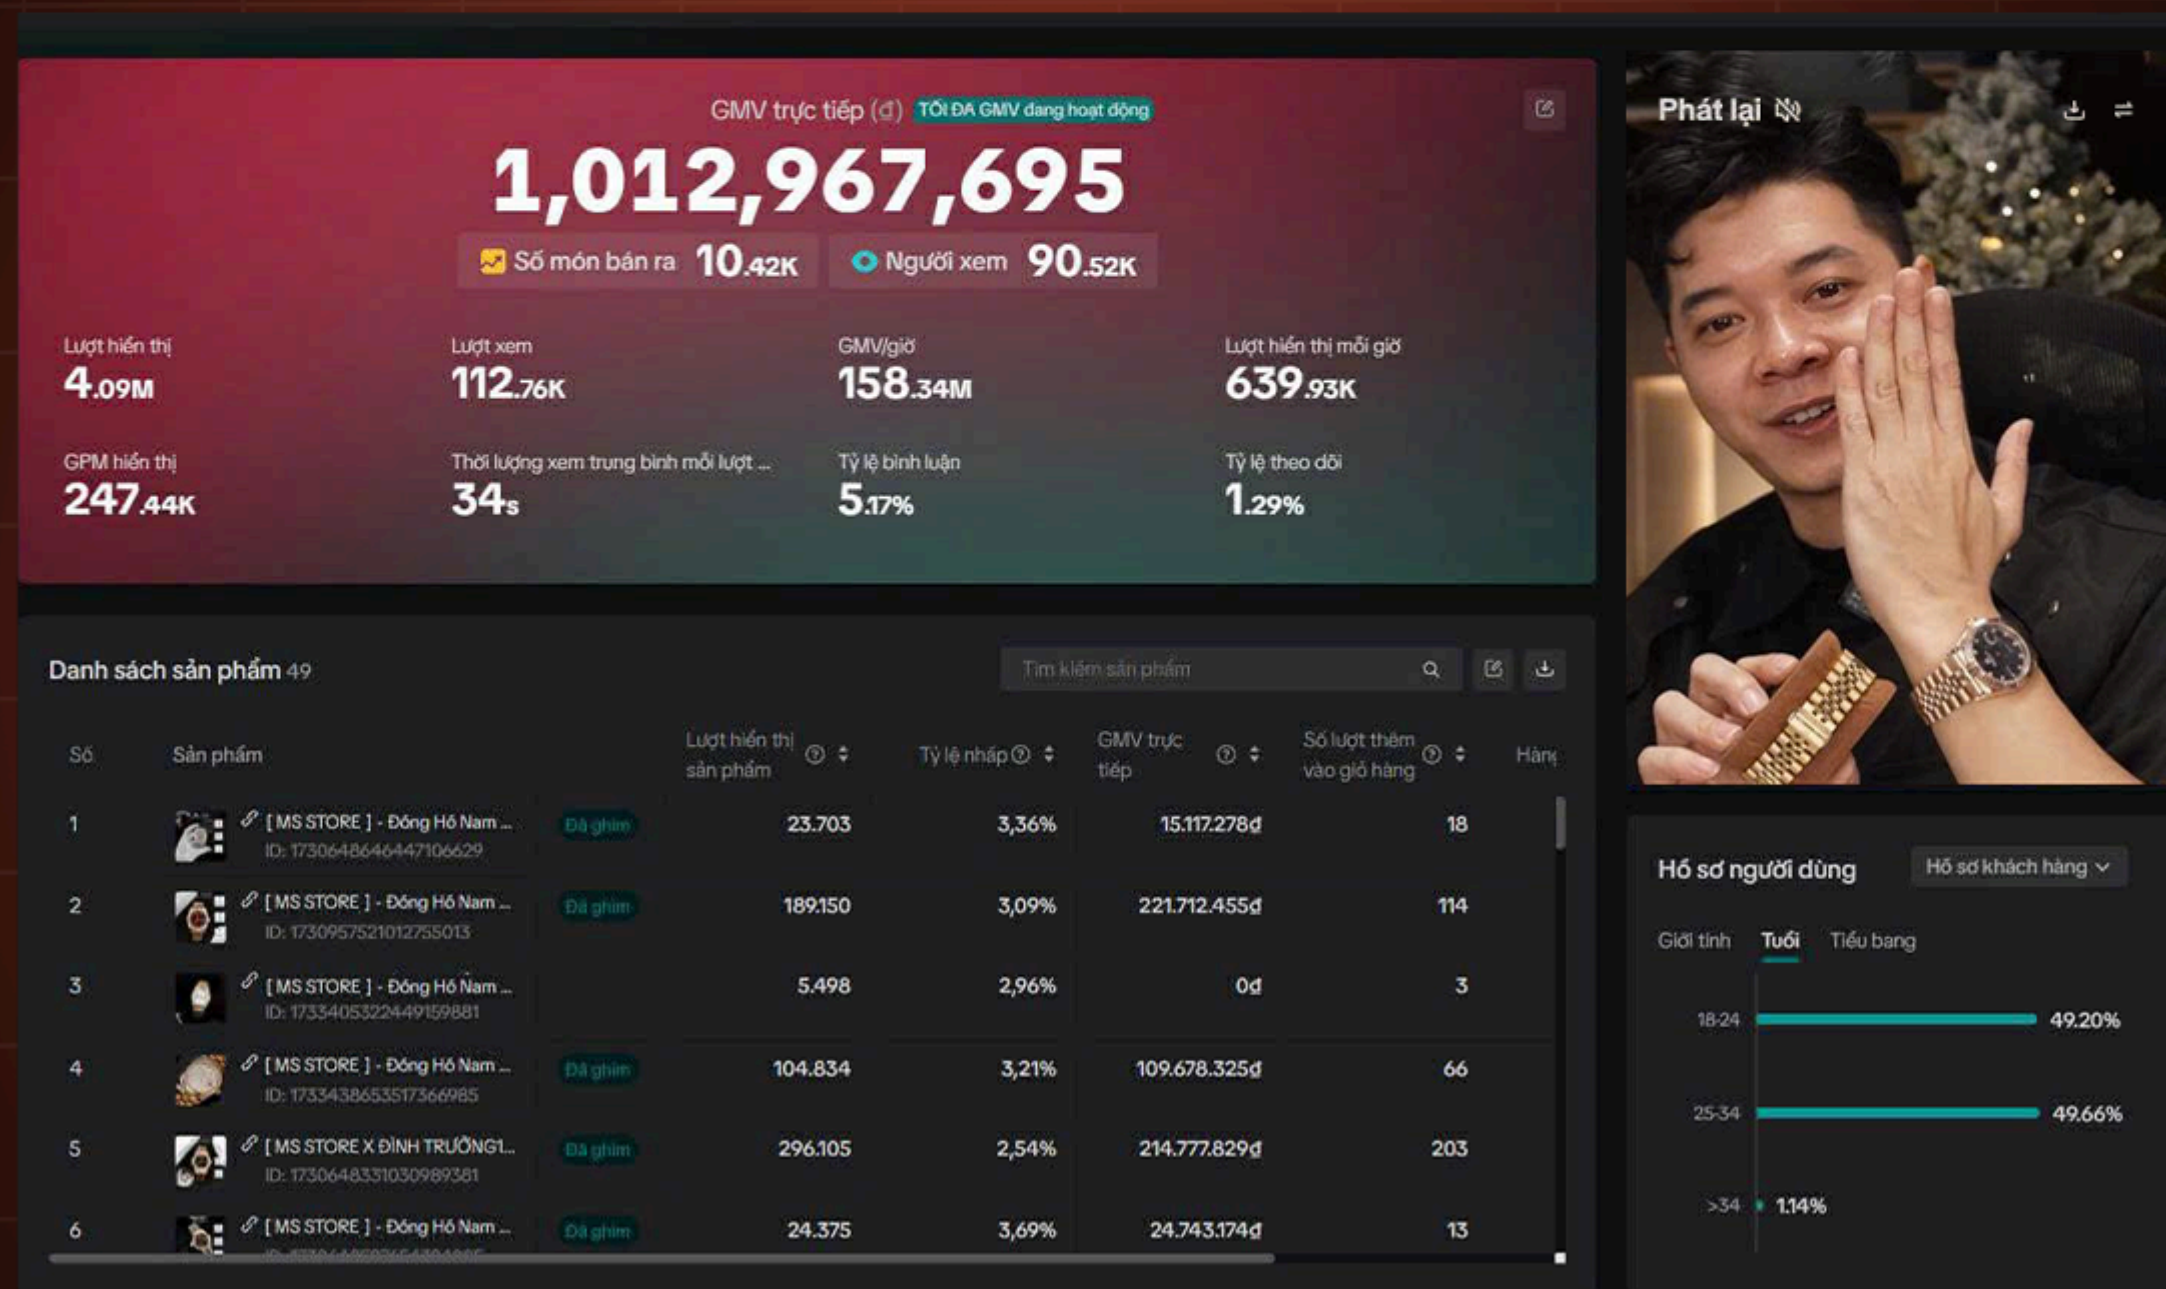 GMV trực tiếp (đ) TỐI ĐA GMV đang hoạt động
1,012,967,695
Số món bán ra 10.42K Người xem 90.52K
Lượt hiển thị
4.09M
Lượt xem
112.76K
GMV/giờ
158.34M
Lượt hiển thị mỗi giờ
639.93K
GPM hiển thị
247.44K
Thời lượng xem trung bình mỗi lượt ...
34s
Tỷ lệ bình luận
5.17%
Tỷ lệ theo dõi
1.29%
Phát lại
Danh sách sản phẩm 49
Tìm kiếm sản phẩm
Số
Sản phẩm
Lượt hiển thị
sản phẩm
Tỷ lệ nhấp
GMV trực
tiếp
Số lượt thêm
vào giỏ hàng
Hàng
1 [ MS STORE ] - Đồng Hồ Nam ... Đã ghim 23.703 3,36% 15.117.278₫ 18
ID: 1730648646447106629
2 [ MS STORE ] - Đồng Hồ Nam ... Đã ghim 189.150 3,09% 221.712.455₫ 114
ID: 1730957521012755013
3 [ MS STORE ] - Đồng Hồ Nam ... 5.498 2,96% 0₫ 3
ID: 1733405322449159881
4 [ MS STORE ] - Đồng Hồ Nam ... Đã ghim 104.834 3,21% 109.678.325₫ 66
ID: 1733438653517366985
5 [ MS STORE X ĐÌNH TRƯỜNG1... Đã ghim 296.105 2,54% 214.777.829₫ 203
ID: 1730648331030989381
6 [ MS STORE ] - Đồng Hồ Nam ... Đã ghim 24.375 3,69% 24.743.174₫ 13
Hồ sơ người dùng
Hồ sơ khách hàng
Giới tính Tuổi Tiểu bang
18-24 49.20%
25-34 49.66%
>34 1.14%